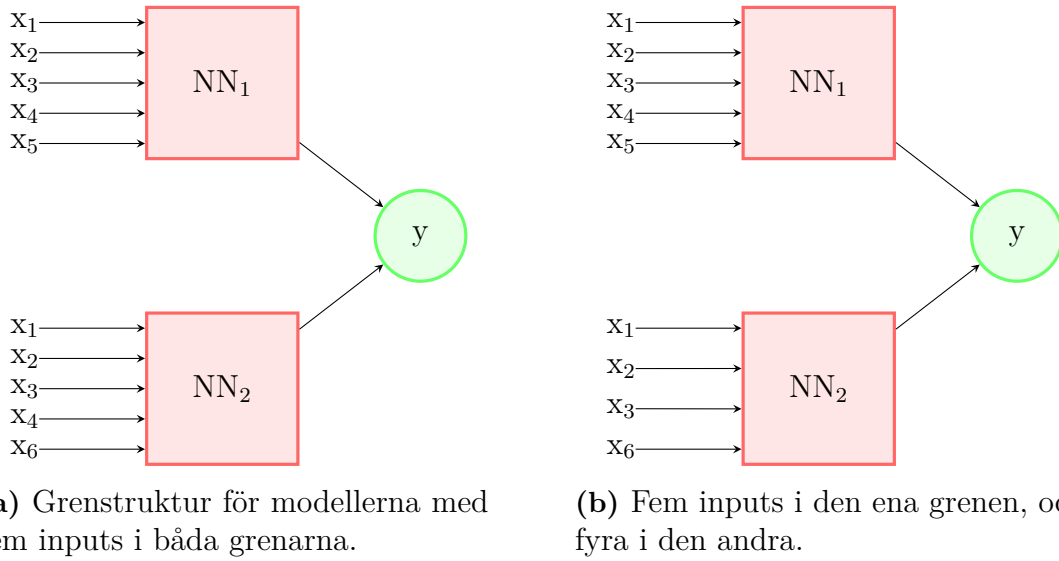 x₁
x₂
x₃
x₄
x₅
NN₁
y
x₁
x₂
x₃
x₄
x₆
NN₂
a) Grenstruktur för modellerna med
em inputs i båda grenarna.
x₁
x₂
x₃
x₄
x₅
NN₁
y
x₁
x₂
x₃
x₆
NN₂
(b) Fem inputs i den ena grenen, oc
fyra i den andra.